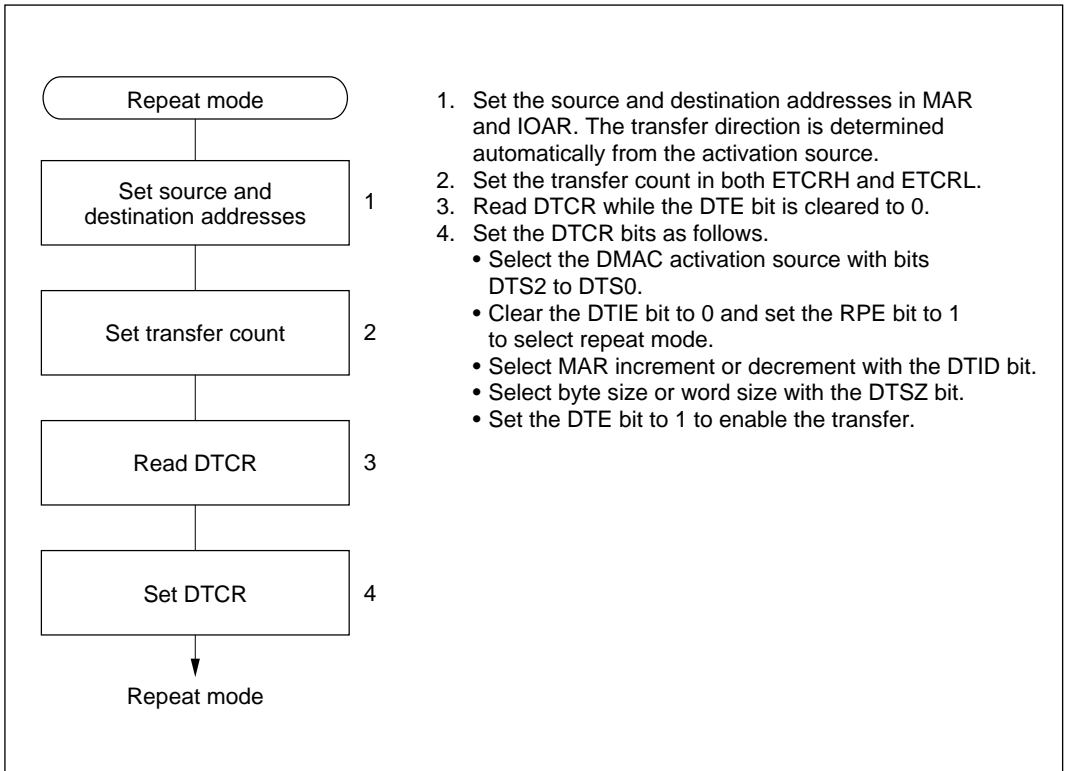 Repeat mode
Set source and
destination addresses
1
Set transfer count
2
Read DTCR
3
Set DTCR
4
Repeat mode
1. Set the source and destination addresses in MAR
and IOAR. The transfer direction is determined
automatically from the activation source.
2. Set the transfer count in both ETCRH and ETCRL.
3. Read DTCR while the DTE bit is cleared to 0.
4. Set the DTCR bits as follows.
• Select the DMAC activation source with bits
DTS2 to DTS0.
• Clear the DTIE bit to 0 and set the RPE bit to 1
to select repeat mode.
• Select MAR increment or decrement with the DTID bit.
• Select byte size or word size with the DTSZ bit.
• Set the DTE bit to 1 to enable the transfer.